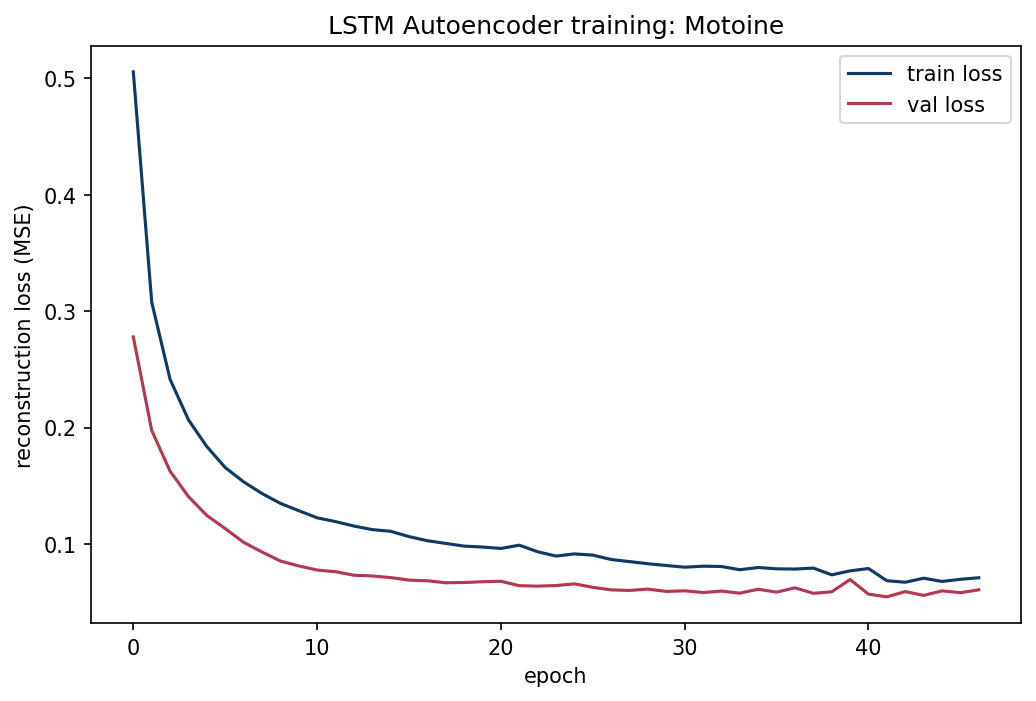 LSTM Autoencoder training: Motoine
train loss
val loss
reconstruction loss (MSE)
0.5
0.4
0.3
0.2
0.1
0 10 20 30 40
epoch